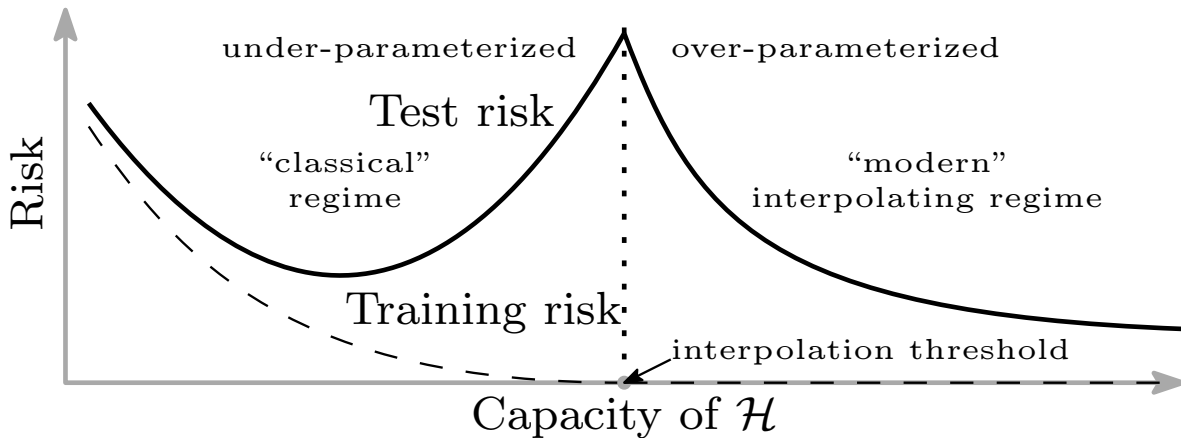 under-parameterized
over-parameterized
Test risk
“classical”
regime
“modern”
interpolating regime
Risk
Training risk
interpolation threshold
Capacity of ℋ